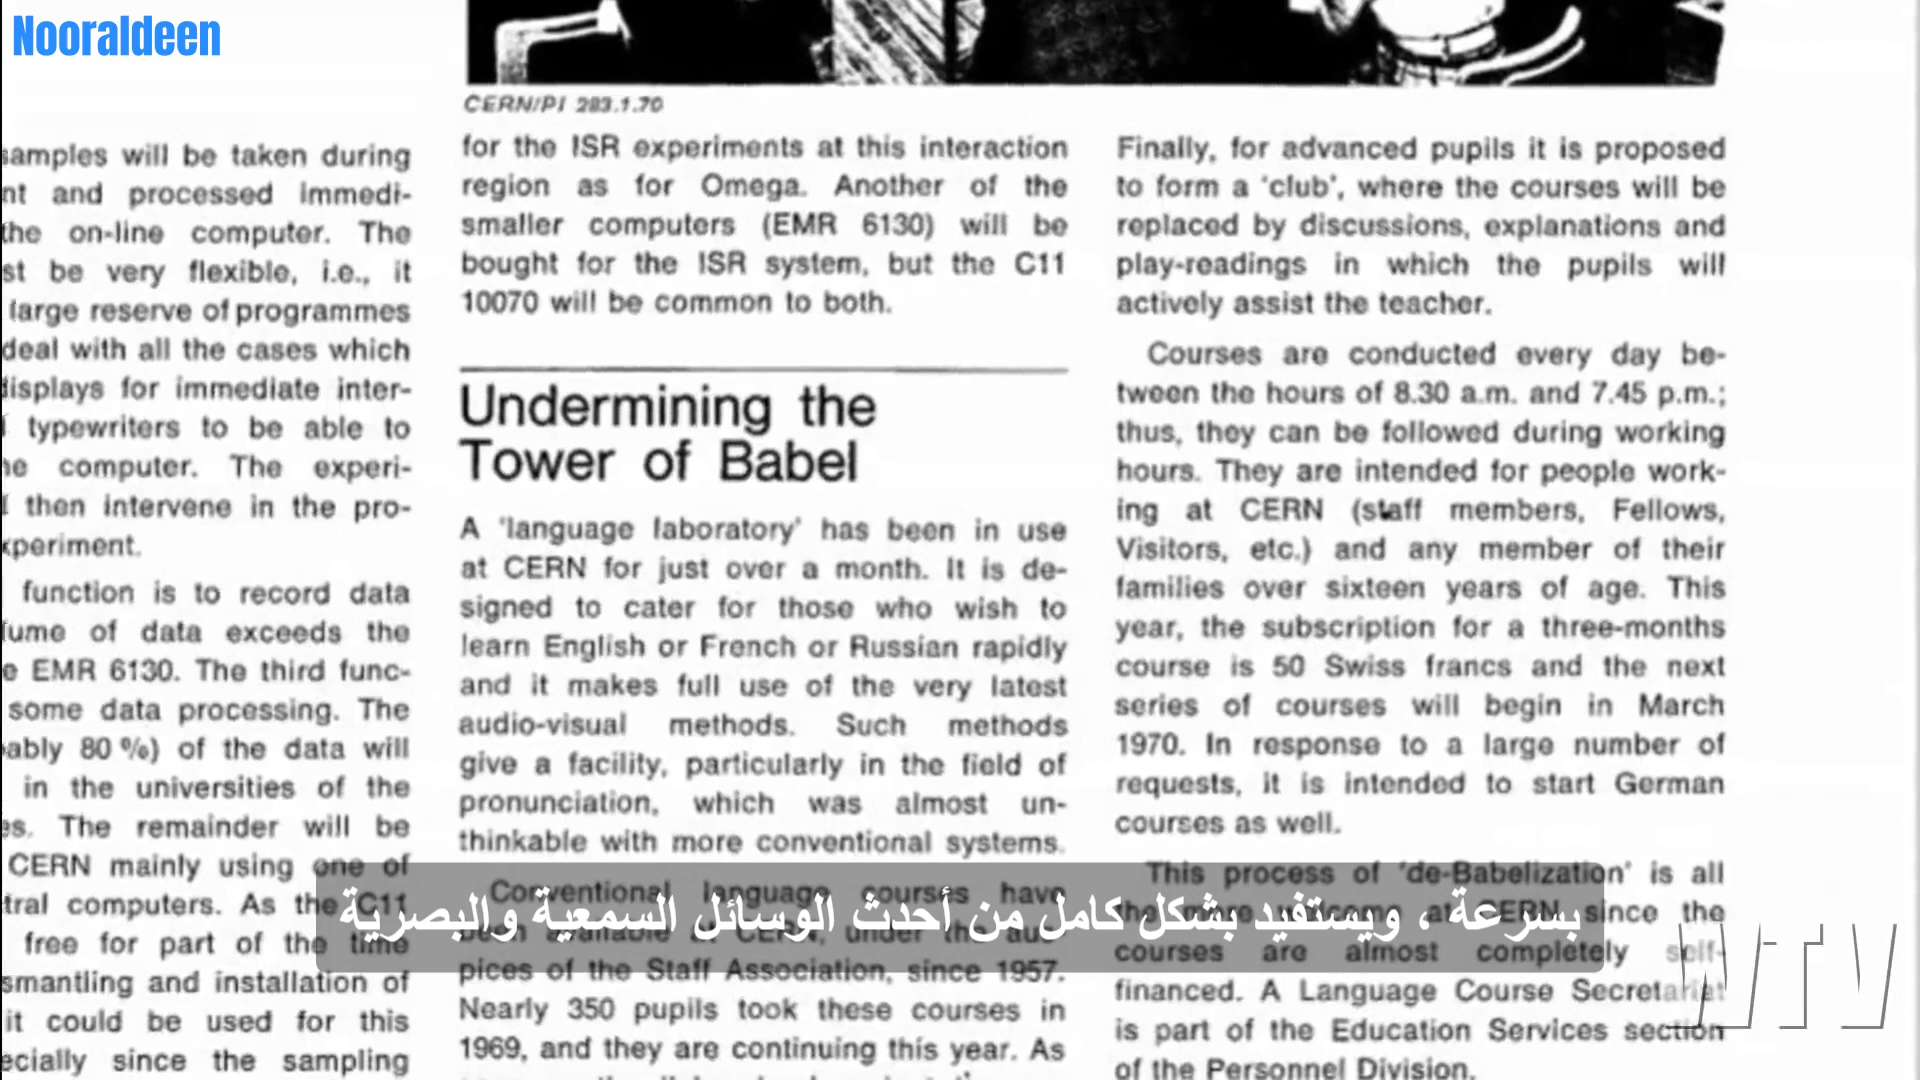 Nooraldeen
CERN/PI 283.1.70
samples will be taken during
nt and processed immedi-
the on-line computer. The
st be very flexible, i.e., it
large reserve of programmes
deal with all the cases which
displays for immediate inter-
typewriters to be able to
computer. The experi-
then intervene in the pro-
xperiment.
function is to record data
lume of data exceeds the
e EMR 6130. The third func-
some data processing. The
ably 80 %) of the data will
in the universities of the
es. The remainder will be
CERN mainly using one of
tral computers. As the C11
free for part of the time
smantling and installation of
it could be used for this
ecially since the sampling
for the ISR experiments at this interaction
region as for Omega. Another of the
smaller computers (EMR 6130) will be
bought for the ISR system, but the C11
10070 will be common to both.
Undermining the
Tower of Babel
A 'language laboratory' has been in use
at CERN for just over a month. It is de-
signed to cater for those who wish to
learn English or French or Russian rapidly
and it makes full use of the very latest
audio-visual methods. Such methods
give a facility, particularly in the field of
pronunciation, which was almost un-
thinkable with more conventional systems.
Conventional language courses have
been available at CERN, under the aus-
pices of the Staff Association, since 1957.
Nearly 350 pupils took these courses in
1969, and they are continuing this year. As
Finally, for advanced pupils it is proposed
to form a 'club', where the courses will be
replaced by discussions, explanations and
play-readings in which the pupils will
actively assist the teacher.
Courses are conducted every day be-
tween the hours of 8.30 a.m. and 7.45 p.m.;
thus, they can be followed during working
hours. They are intended for people work-
ing at CERN (staff members, Fellows,
Visitors, etc.) and any member of their
families over sixteen years of age. This
year, the subscription for a three-months
course is 50 Swiss francs and the next
series of courses will begin in March
1970. In response to a large number of
requests, it is intended to start German
courses as well.
This process of 'de-Babelization' is all
the more welcome at CERN since the
courses are almost completely self-
financed. A Language Course Secretariat
is part of the Education Services section
of the Personnel Division.
بسرعة ، ويستفيد بشكل كامل من أحدث الوسائل السمعية والبصرية
WTV